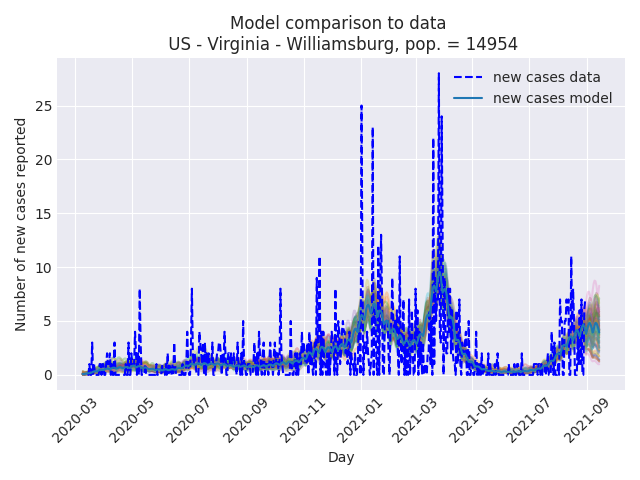 Model comparison to data
US - Virginia - Williamsburg, pop. = 14954
new cases data
new cases model
Number of new cases reported
25
20
15
10
5
0
2020-03
2020-05
2020-07
2020-09
2020-11
2021-01
2021-03
2021-05
2021-07
2021-09
Day